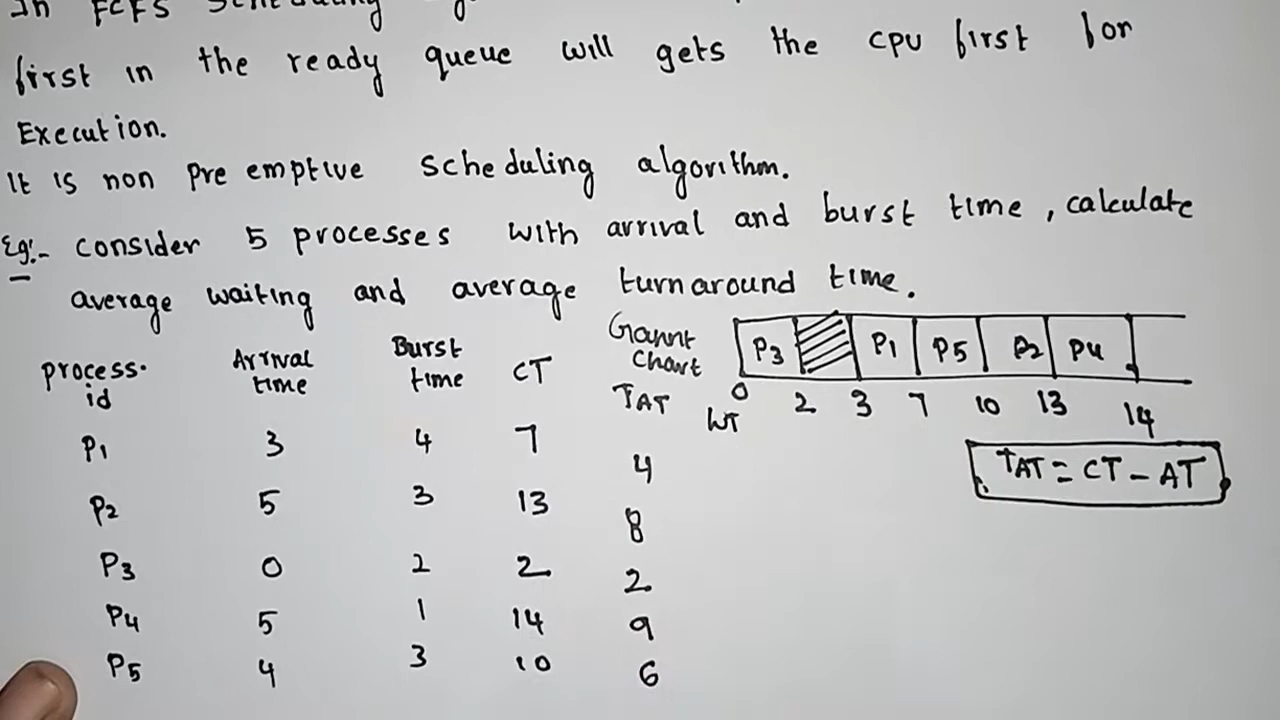 In FCFS Scheduling
first in the ready queue will gets the cpu first for
Execution.
It is non pre emptive scheduling algorithm.
Eg:- consider 5 processes with arrival and burst time, calculate
average waiting and average turnaround time.
process. id Arrival time Burst time CT TAT WT
P1 3 4 7 4
P2 5 3 13 8
P3 0 2 2 2
P4 5 1 14 9
P5 4 3 10 6
Gannt chart
P3 P1 P5 P2 P4
0 2 3 7 10 13 14
TAT = CT - AT